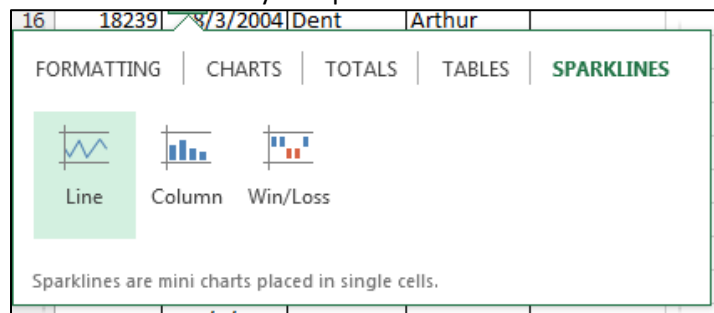 16 18239 8/3/2004 Dent Arthur
FORMATTING CHARTS TOTALS TABLES SPARKLINES
Line Column Win/Loss
Sparklines are mini charts placed in single cells.